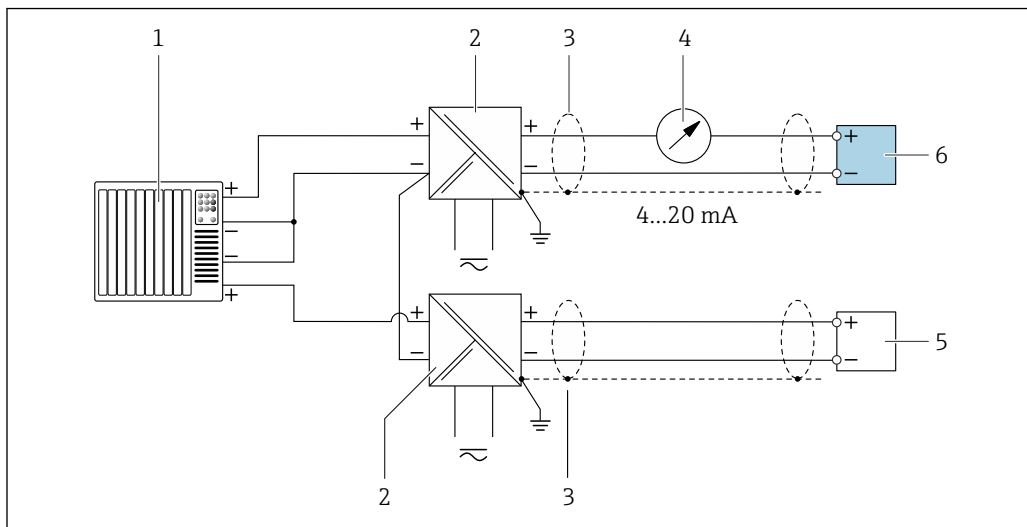 1 2 3 4
+ + +
− − − 6
+
−
−
+
4...20 mA
+ + +
− − − 5
2 3